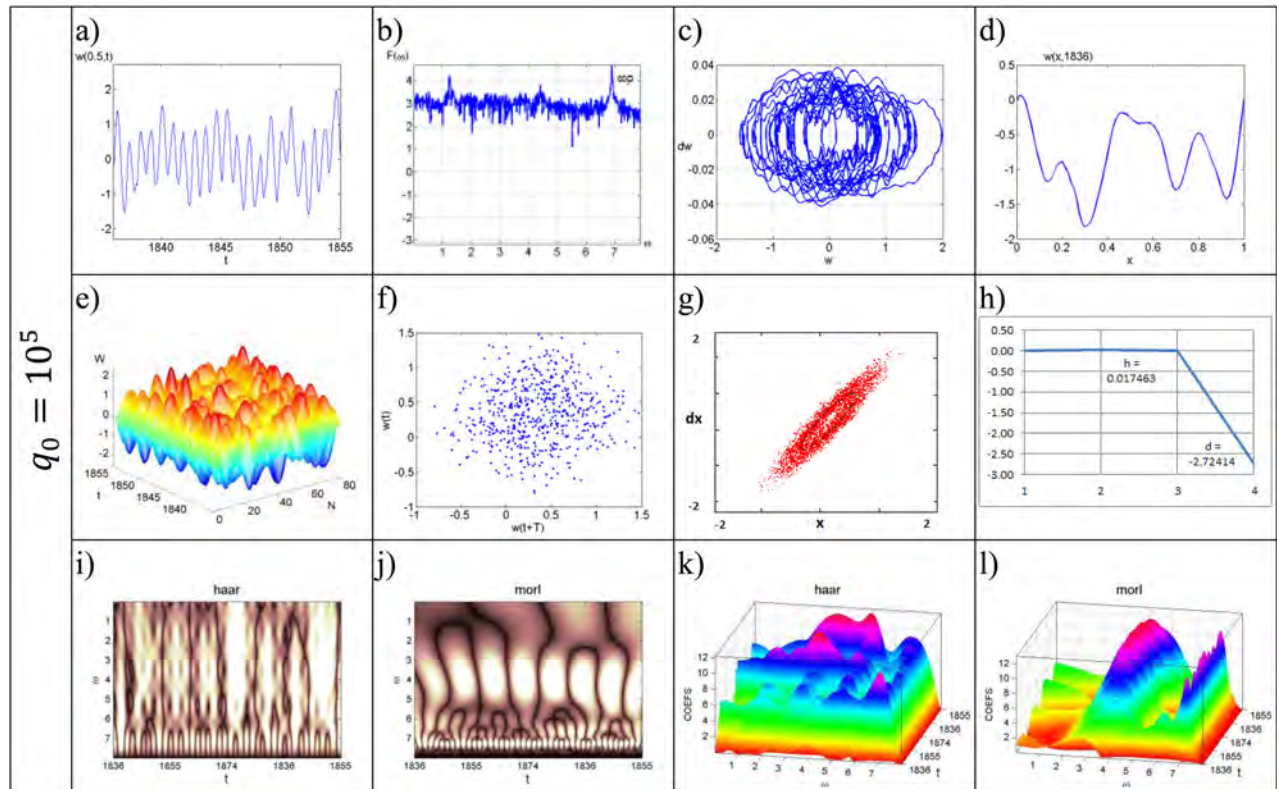 q₀ = 10⁵
a)
w(0.5,t)
2
1
0
-1
-2
1840 1845 1850 1855
t
b)
F(ω)
4
3
2
1
0
-1
-2
-3
ωp
1 2 3 4 5 6 7 ω
c)
0.04
0.02
0
dw
-0.02
-0.04
0.06
-2 -1 0 1 2
w
d)
w(x,1836)
0.5
0
-0.5
-1
-1.5
-2
0 0.2 0.4 0.6 0.8 1
x
e)
W
2
1
0
-1
-2
1855
1850
t
1845
1840
0 20 40 60 80
N
f)
1.5
1
w(t)
0.5
0
-0.5
-1
-1 -0.5 0 0.5 1 1.5
w(t+T)
g)
2 2
dx
-2
-2 x 2
h)
0.50
0.00
-0.50
-1.00
-1.50
-2.00
-2.50
-3.00
h =
0.017463
d =
-2.72414
1 2 3 4
i)
haar
1
2
3
ω 4
5
6
7
1836 1855 1874 1836 1855
t
j)
morl
1
2
3
ω 4
5
6
7
1836 1855 1874 1836 1855
t
k)
haar
12
10
8
6
4
2
COEFS
1 2 3 4 5 6 7
ω
1855
1836
1874
1855
1836 t
l)
morl
12
10
8
6
4
2
COEFS
1 2 3 4 5 6 7
ω
1855
1836
1874
1855
1836 t